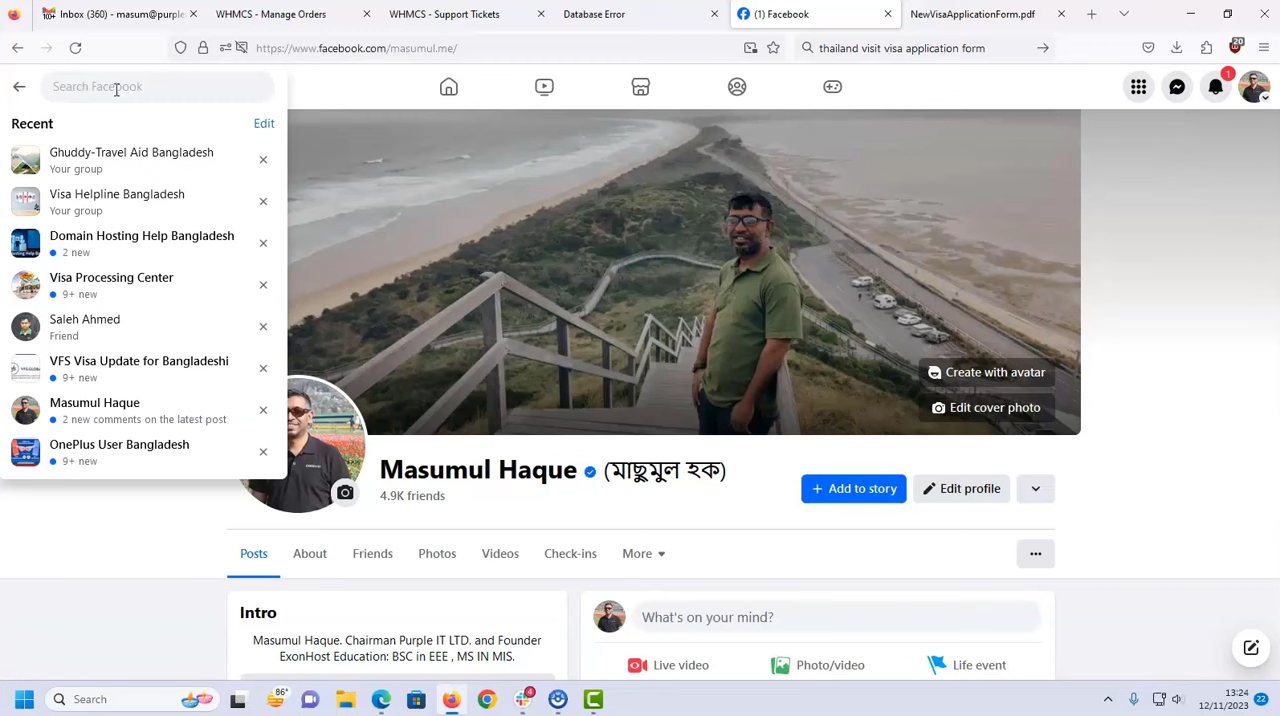 Inbox (360) - masum@purple
WHMCS - Manage Orders
WHMCS - Support Tickets
Database Error
(1) Facebook
NewVisaApplicationForm.pdf
https://www.facebook.com/masumul.me/
thailand visit visa application form
20
Search Facebook
1
Recent
Edit
Ghuddy-Travel Aid Bangladesh
Your group
Visa Helpline Bangladesh
Your group
Domain Hosting Help Bangladesh
2 new
Visa Processing Center
9+ new
Saleh Ahmed
Friend
VFS Visa Update for Bangladeshi
9+ new
Masumul Haque
2 new comments on the latest post
OnePlus User Bangladesh
9+ new
Create with avatar
Edit cover photo
Masumul Haque (মাছুমুল হক)
4.9K friends
+ Add to story
Edit profile
Posts
About
Friends
Photos
Videos
Check-ins
More
Intro
Masumul Haque. Chairman Purple IT LTD. and Founder
ExonHost Education: BSC in EEE , MS IN MIS.
What's on your mind?
Live video
Photo/video
Life event
Search
86°
4
13:24
12/11/2023
22